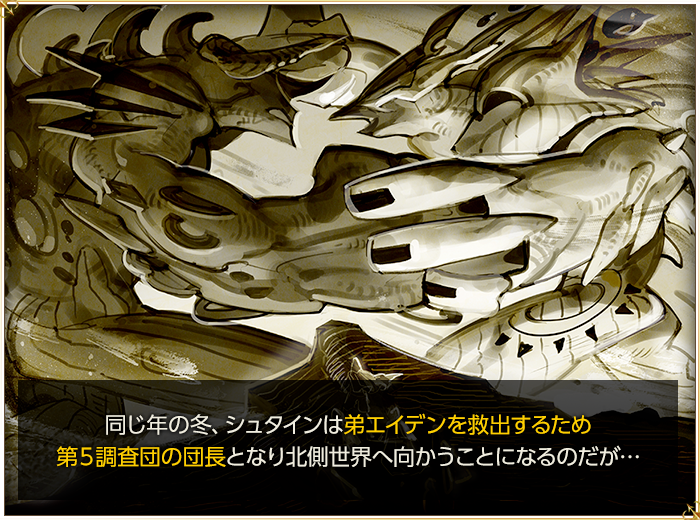 同じ年の冬、シュタインは弟エイデンを救出するため
第5調査団の団長となり北側世界へ向かうことになるのだが…